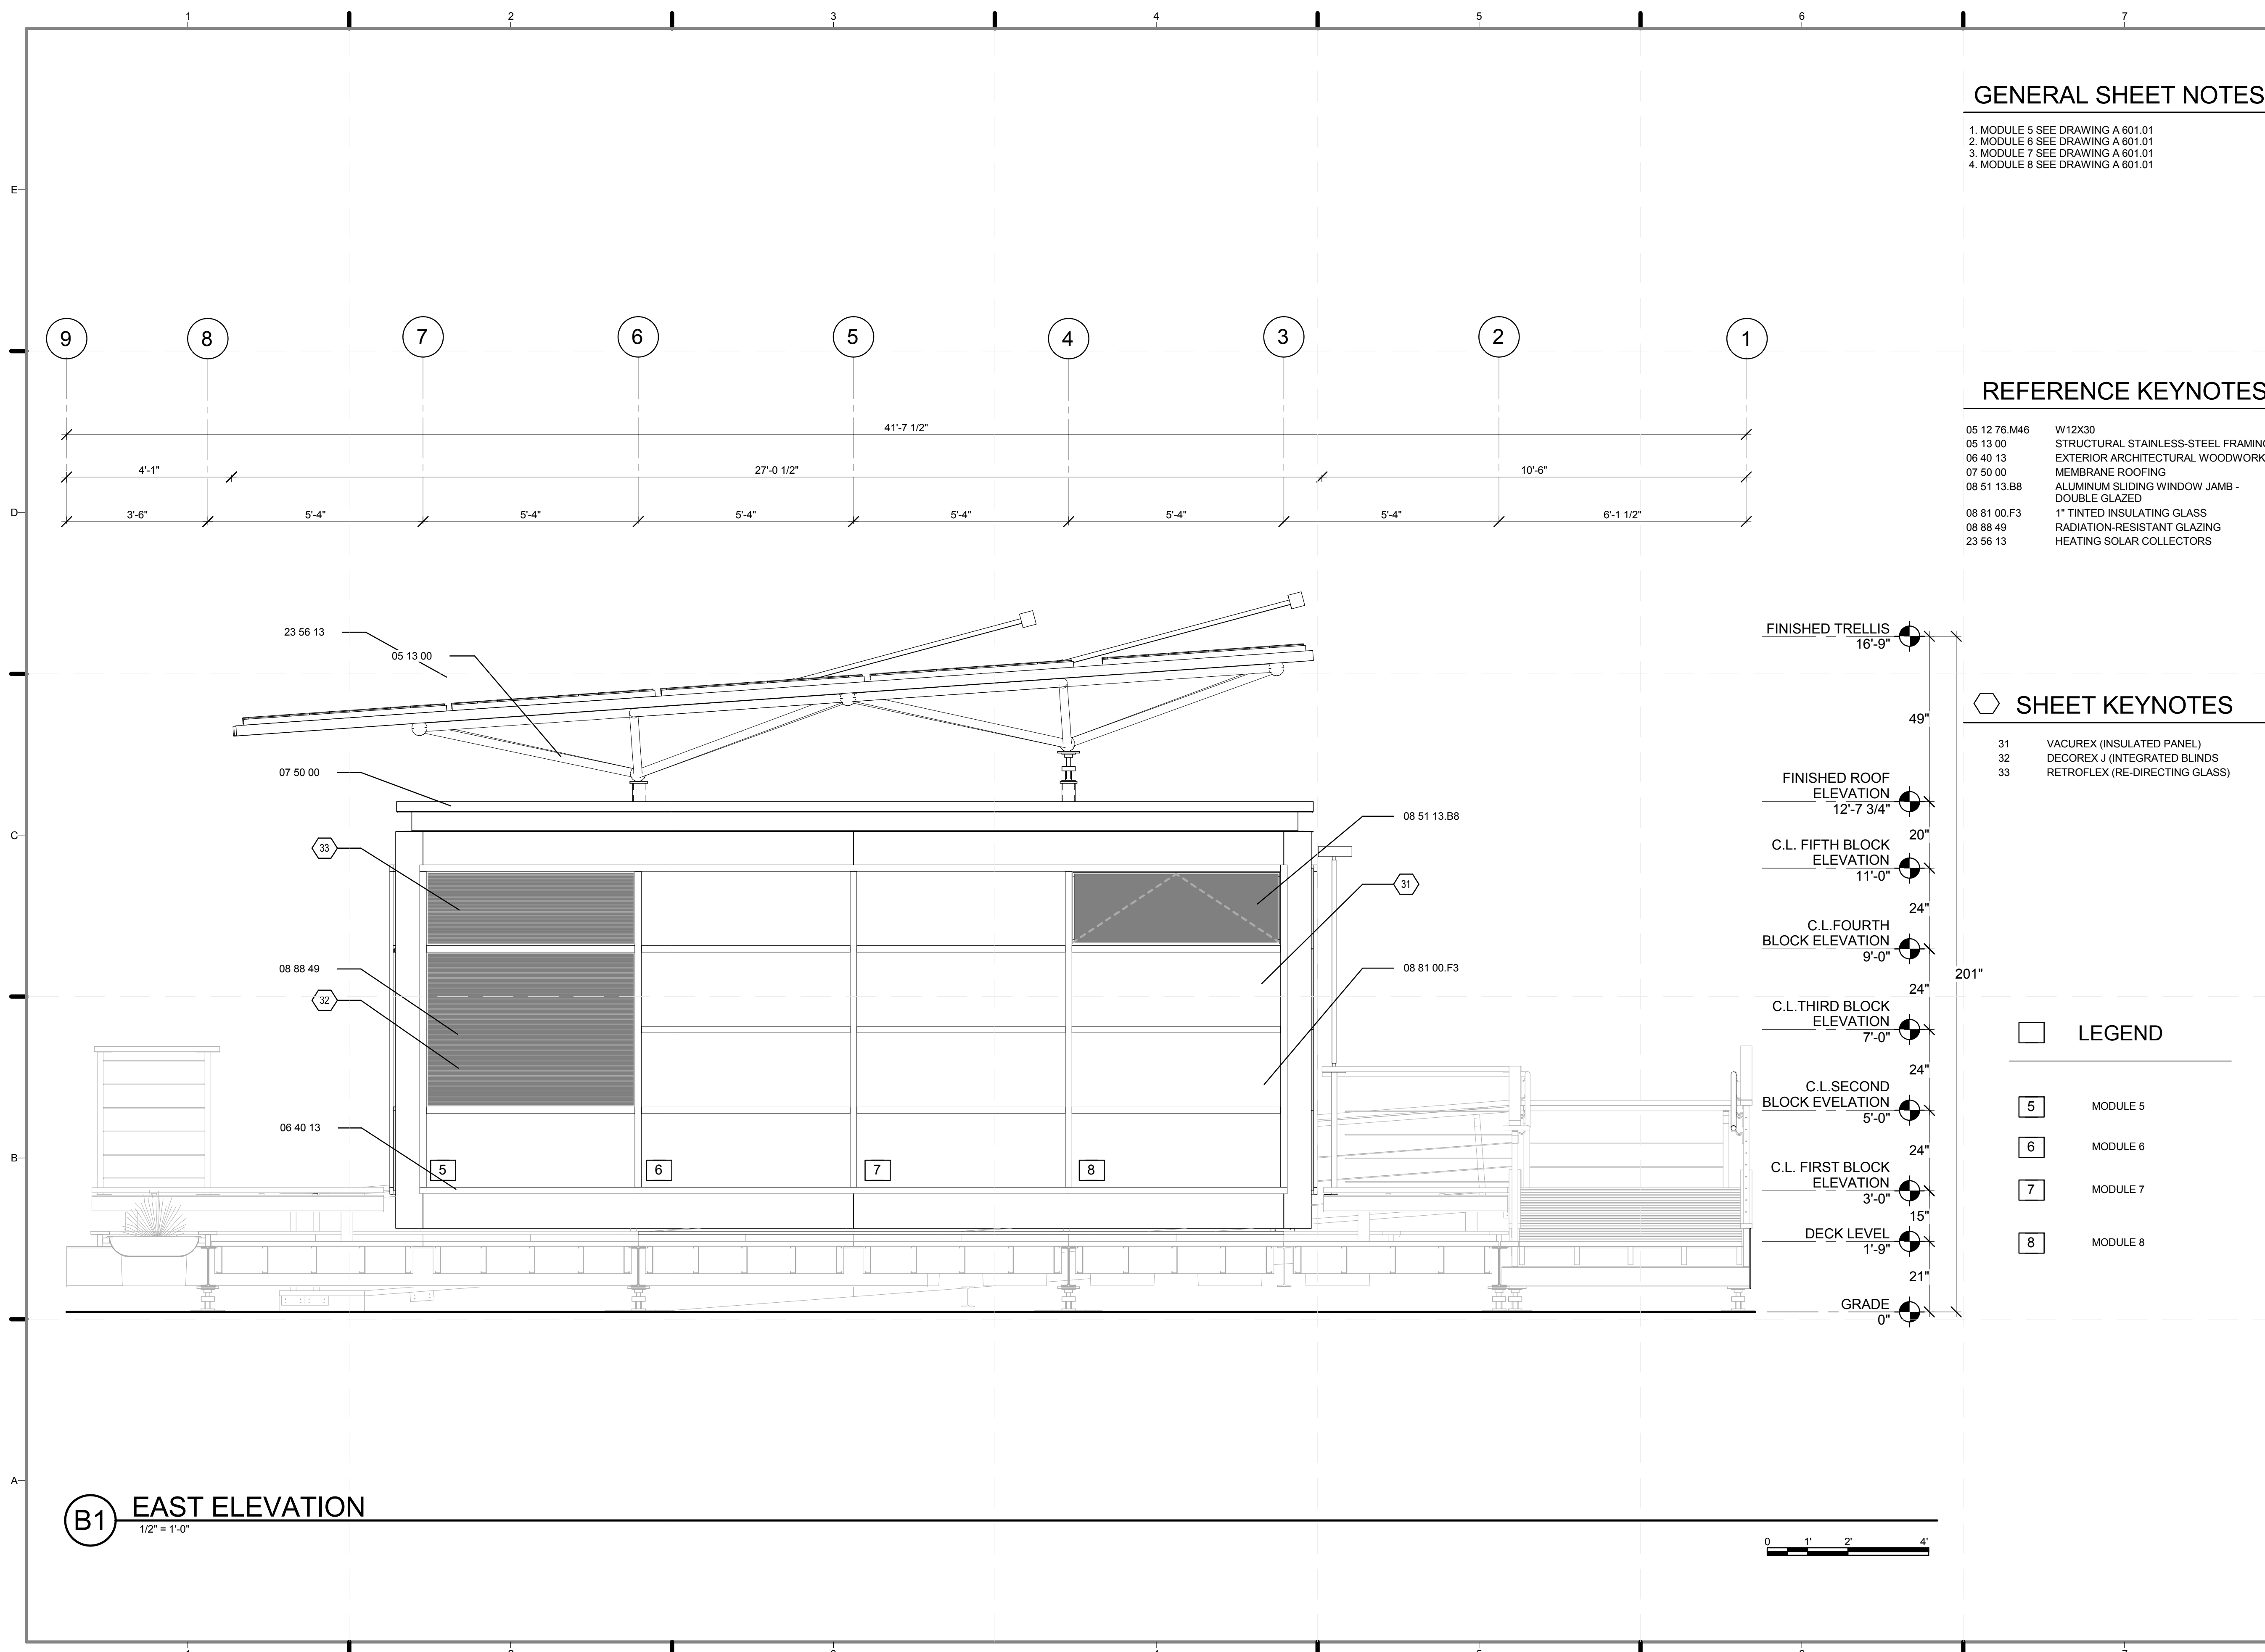 1 2 3 4 5 6 7
GENERAL SHEET NOTES
1. MODULE 5 SEE DRAWING A 601.01
2. MODULE 6 SEE DRAWING A 601.01
3. MODULE 7 SEE DRAWING A 601.01
4. MODULE 8 SEE DRAWING A 601.01
E
9 8 7 6 5 4 3 2 1
REFERENCE KEYNOTES
05 12 76.M46 W12X30
05 13 00 STRUCTURAL STAINLESS-STEEL FRAMING
06 40 13 EXTERIOR ARCHITECTURAL WOODWORK
07 50 00 MEMBRANE ROOFING
08 51 13.B8 ALUMINUM SLIDING WINDOW JAMB -
DOUBLE GLAZED
08 81 00.F3 1" TINTED INSULATING GLASS
08 88 49 RADIATION-RESISTANT GLAZING
23 56 13 HEATING SOLAR COLLECTORS
41'-7 1/2"
4'-1" 27'-0 1/2" 10'-6"
D
3'-6" 5'-4" 5'-4" 5'-4" 5'-4" 5'-4" 5'-4" 6'-1 1/2"
23 56 13
05 13 00
07 50 00
33
08 51 13.B8
31
08 88 49
08 81 00.F3
32
06 40 13
5 6 7 8
FINISHED TRELLIS
16'-9"
49"
FINISHED ROOF
ELEVATION
12'-7 3/4"
20"
C.L. FIFTH BLOCK
ELEVATION
11'-0"
24"
C.L.FOURTH
BLOCK ELEVATION
9'-0"
24"
201"
C.L.THIRD BLOCK
ELEVATION
7'-0"
24"
C.L.SECOND
BLOCK EVELATION
5'-0"
24"
C.L. FIRST BLOCK
ELEVATION
3'-0"
15"
DECK LEVEL
1'-9"
21"
GRADE
0"
SHEET KEYNOTES
31 VACUREX (INSULATED PANEL)
32 DECOREX J (INTEGRATED BLINDS
33 RETROFLEX (RE-DIRECTING GLASS)
LEGEND
5 MODULE 5
6 MODULE 6
7 MODULE 7
8 MODULE 8
C
B
A
B1 EAST ELEVATION
1/2" = 1'-0"
0 1' 2' 4'